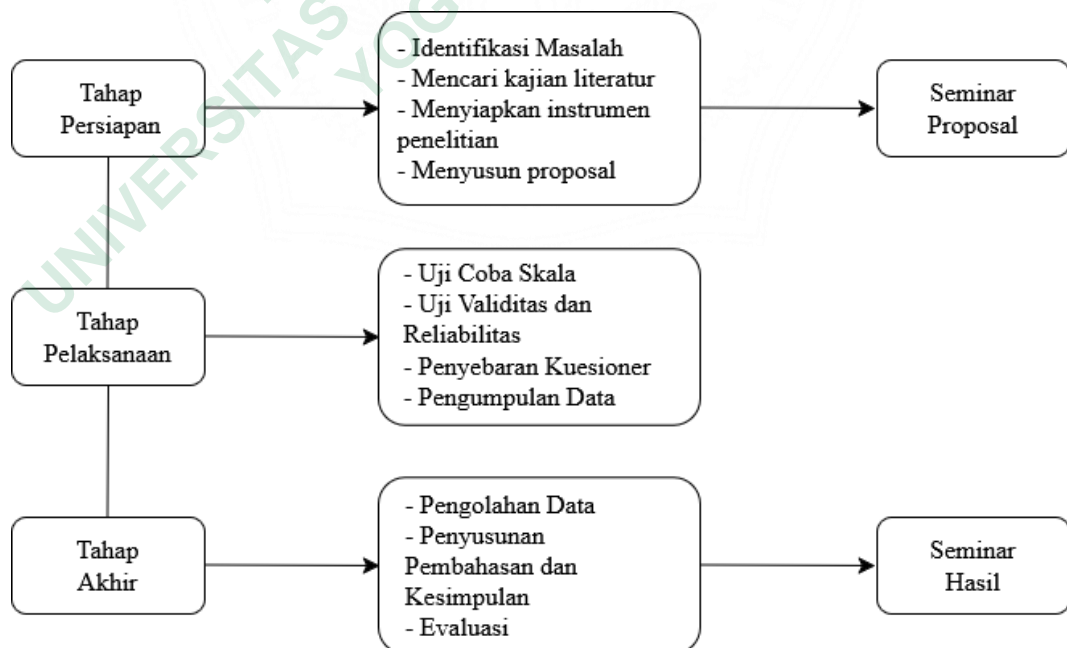 Tahap
Persiapan
- Identifikasi Masalah
- Mencari kajian literatur
- Menyiapkan instrumen
penelitian
- Menyusun proposal
Seminar
Proposal
Tahap
Pelaksanaan
- Uji Coba Skala
- Uji Validitas dan
Reliabilitas
- Penyebaran Kuesioner
- Pengumpulan Data
Tahap
Akhir
- Pengolahan Data
- Penyusunan
Pembahasan dan
Kesimpulan
- Evaluasi
Seminar
Hasil
UNIVERSITAS